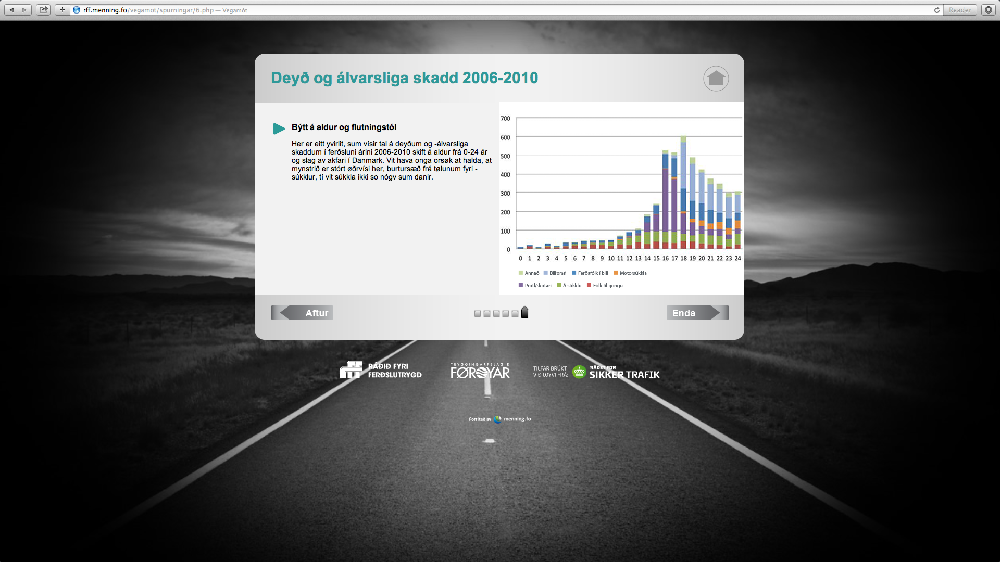 rff.menning.fo/vegamot/spurningar/6.php — Vegamót
Reader
Deyð og álvarsliga skadd 2006-2010
Býtt á aldur og flutningstól
Her er eitt yvirlit, sum vísir tal á deyðum og -álvarsliga
skaddum í ferðsluni árini 2006-2010 skift á aldur frá 0-24 ár
og slag av akfari í Danmark. Vit hava onga orsøk at halda, at
mynstrið er stórt øðrvísi her, burtursæð frá tølunum fyri -
súkklur, tí vit súkkla ikki so nógv sum danir.
700
600
500
400
300
200
100
0
0 1 2 3 4 5 6 7 8 9 10 11 12 13 14 15 16 17 18 19 20 21 22 23 24
Annað Bilførari Ferðafólk í bili Motorsúkkla
Prutl/skutari Á súkklu Fólk til gongu
Aftur
Enda
RÁÐIÐ FYRI
FERÐSLUTRYGD
TRYGGINGARFELAGIÐ
FØROYAR
TILFAR BRÚKT
VIÐ LOYVI FRÁ:
RÅDET FOR
SIKKER TRAFIK
Forritað av menning.fo